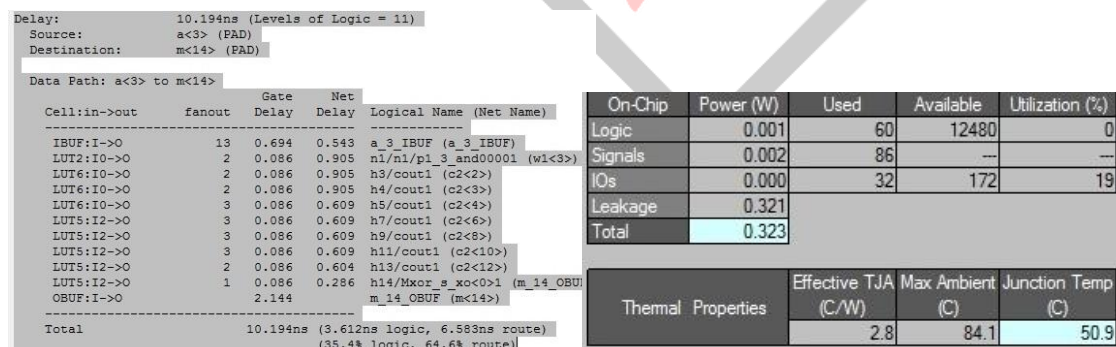 Delay: 10.194ns (Levels of Logic = 11)
Source: a<3> (PAD)
Destination: m<14> (PAD)
Data Path: a<3> to m<14>
Gate Net
Cell:in->out fanout Delay Delay Logical Name (Net Name)
IBUF:I->O 13 0.694 0.543 a_3_IBUF (a_3_IBUF)
LUT2:I0->O 2 0.086 0.905 n1/n1/p1_3_and00001 (w1<3>)
LUT6:I0->O 2 0.086 0.905 h3/cout1 (c2<2>)
LUT6:I0->O 2 0.086 0.905 h4/cout1 (c2<3>)
LUT6:I0->O 3 0.086 0.609 h5/cout1 (c2<4>)
LUT5:I2->O 3 0.086 0.609 h7/cout1 (c2<6>)
LUT5:I2->O 3 0.086 0.609 h9/cout1 (c2<8>)
LUT5:I2->O 3 0.086 0.609 h11/cout1 (c2<10>)
LUT5:I2->O 2 0.086 0.604 h13/cout1 (c2<12>)
LUT5:I2->O 1 0.086 0.286 h14/Mxor_s_xo<0>1 (m_14_OBU
OBUF:I->O 2.144 m_14_OBUF (m<14>)
Total 10.194ns (3.612ns logic, 6.583ns route)
(35.4% logic, 64.6% route)
On-Chip Power (W) Used Available Utilization (%)
Logic 0.001 60 12480 0
Signals 0.002 86 --- ---
IOs 0.000 32 172 19
Leakage 0.321
Total 0.323
Effective TJA Max Ambient Junction Temp
Thermal Properties (C/W) (C) (C)
2.8 84.1 50.9